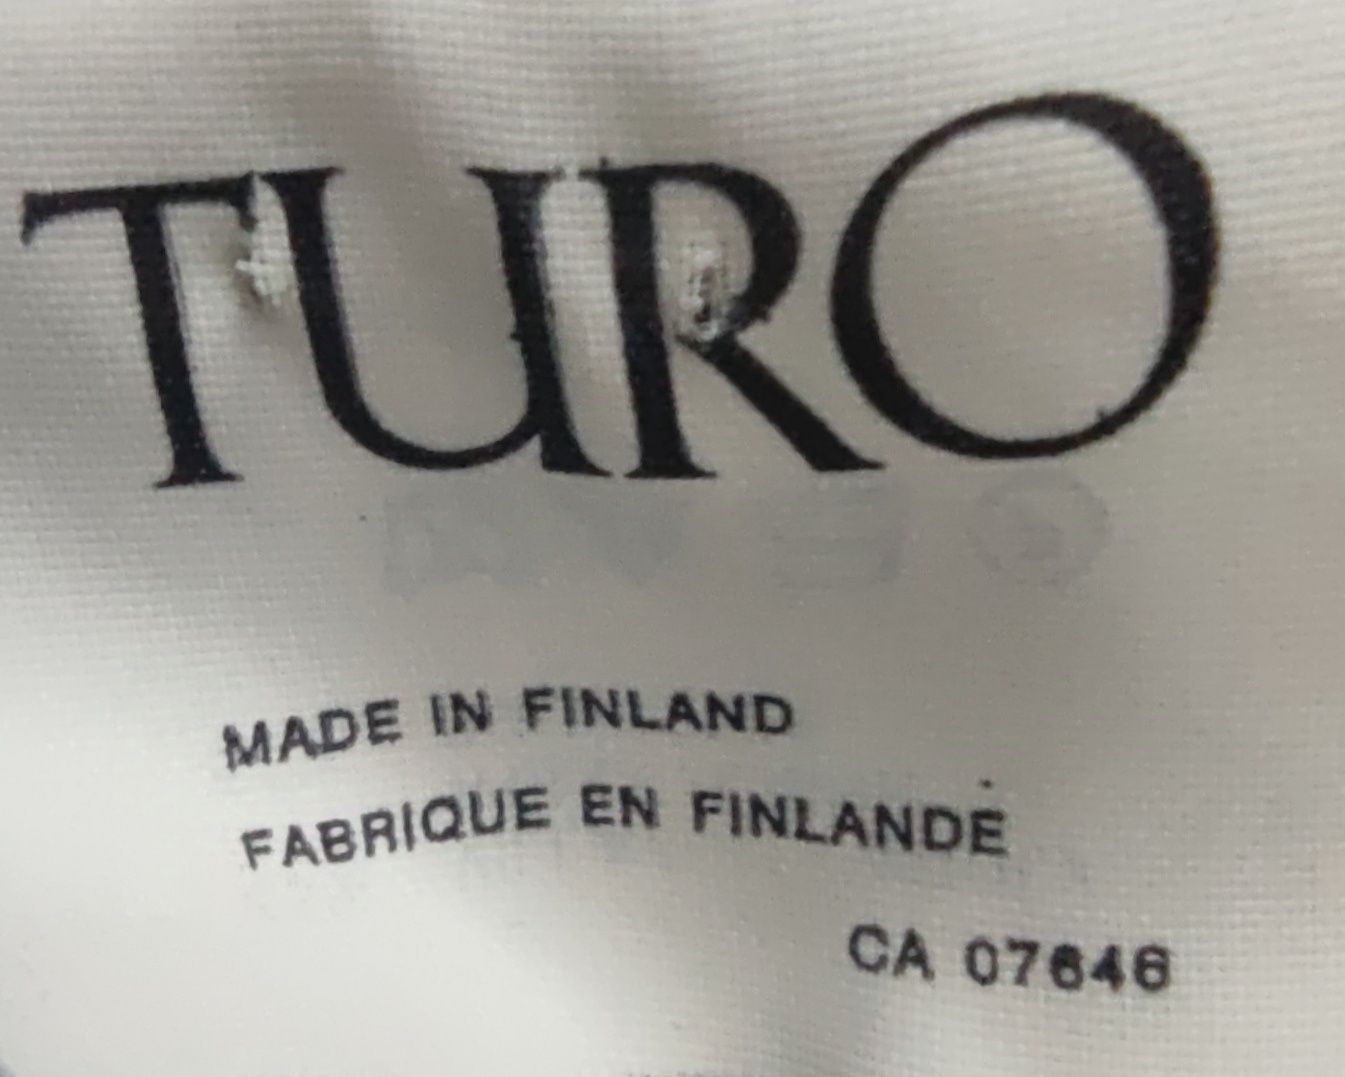 TURO
MADE IN FINLAND
FABRIQUE EN FINLANDE
CA 07646